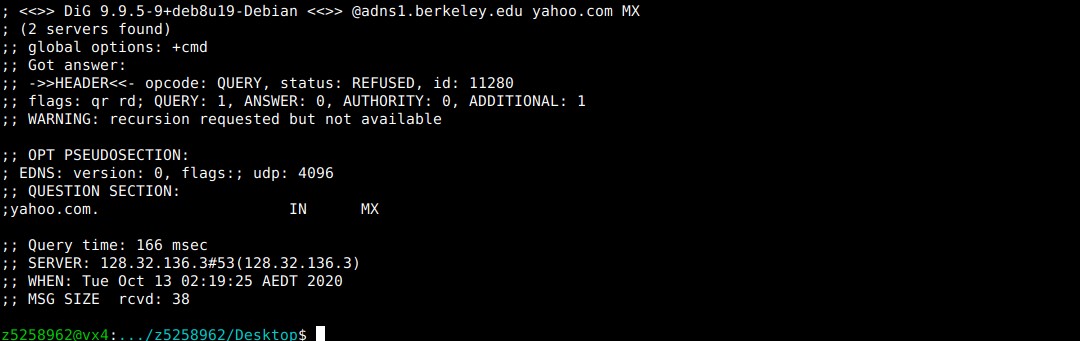 ; <<>> DiG 9.9.5-9+deb8u19-Debian <<>> @adns1.berkeley.edu yahoo.com MX
; (2 servers found)
;; global options: +cmd
;; Got answer:
;; ->>HEADER<<- opcode: QUERY, status: REFUSED, id: 11280
;; flags: qr rd; QUERY: 1, ANSWER: 0, AUTHORITY: 0, ADDITIONAL: 1
;; WARNING: recursion requested but not available
;; OPT PSEUDOSECTION:
; EDNS: version: 0, flags:; udp: 4096
;; QUESTION SECTION:
;yahoo.com. IN MX
;; Query time: 166 msec
;; SERVER: 128.32.136.3#53(128.32.136.3)
;; WHEN: Tue Oct 13 02:19:25 AEDT 2020
;; MSG SIZE  rcvd: 38
z5258962@vx4:.../z5258962/Desktop$